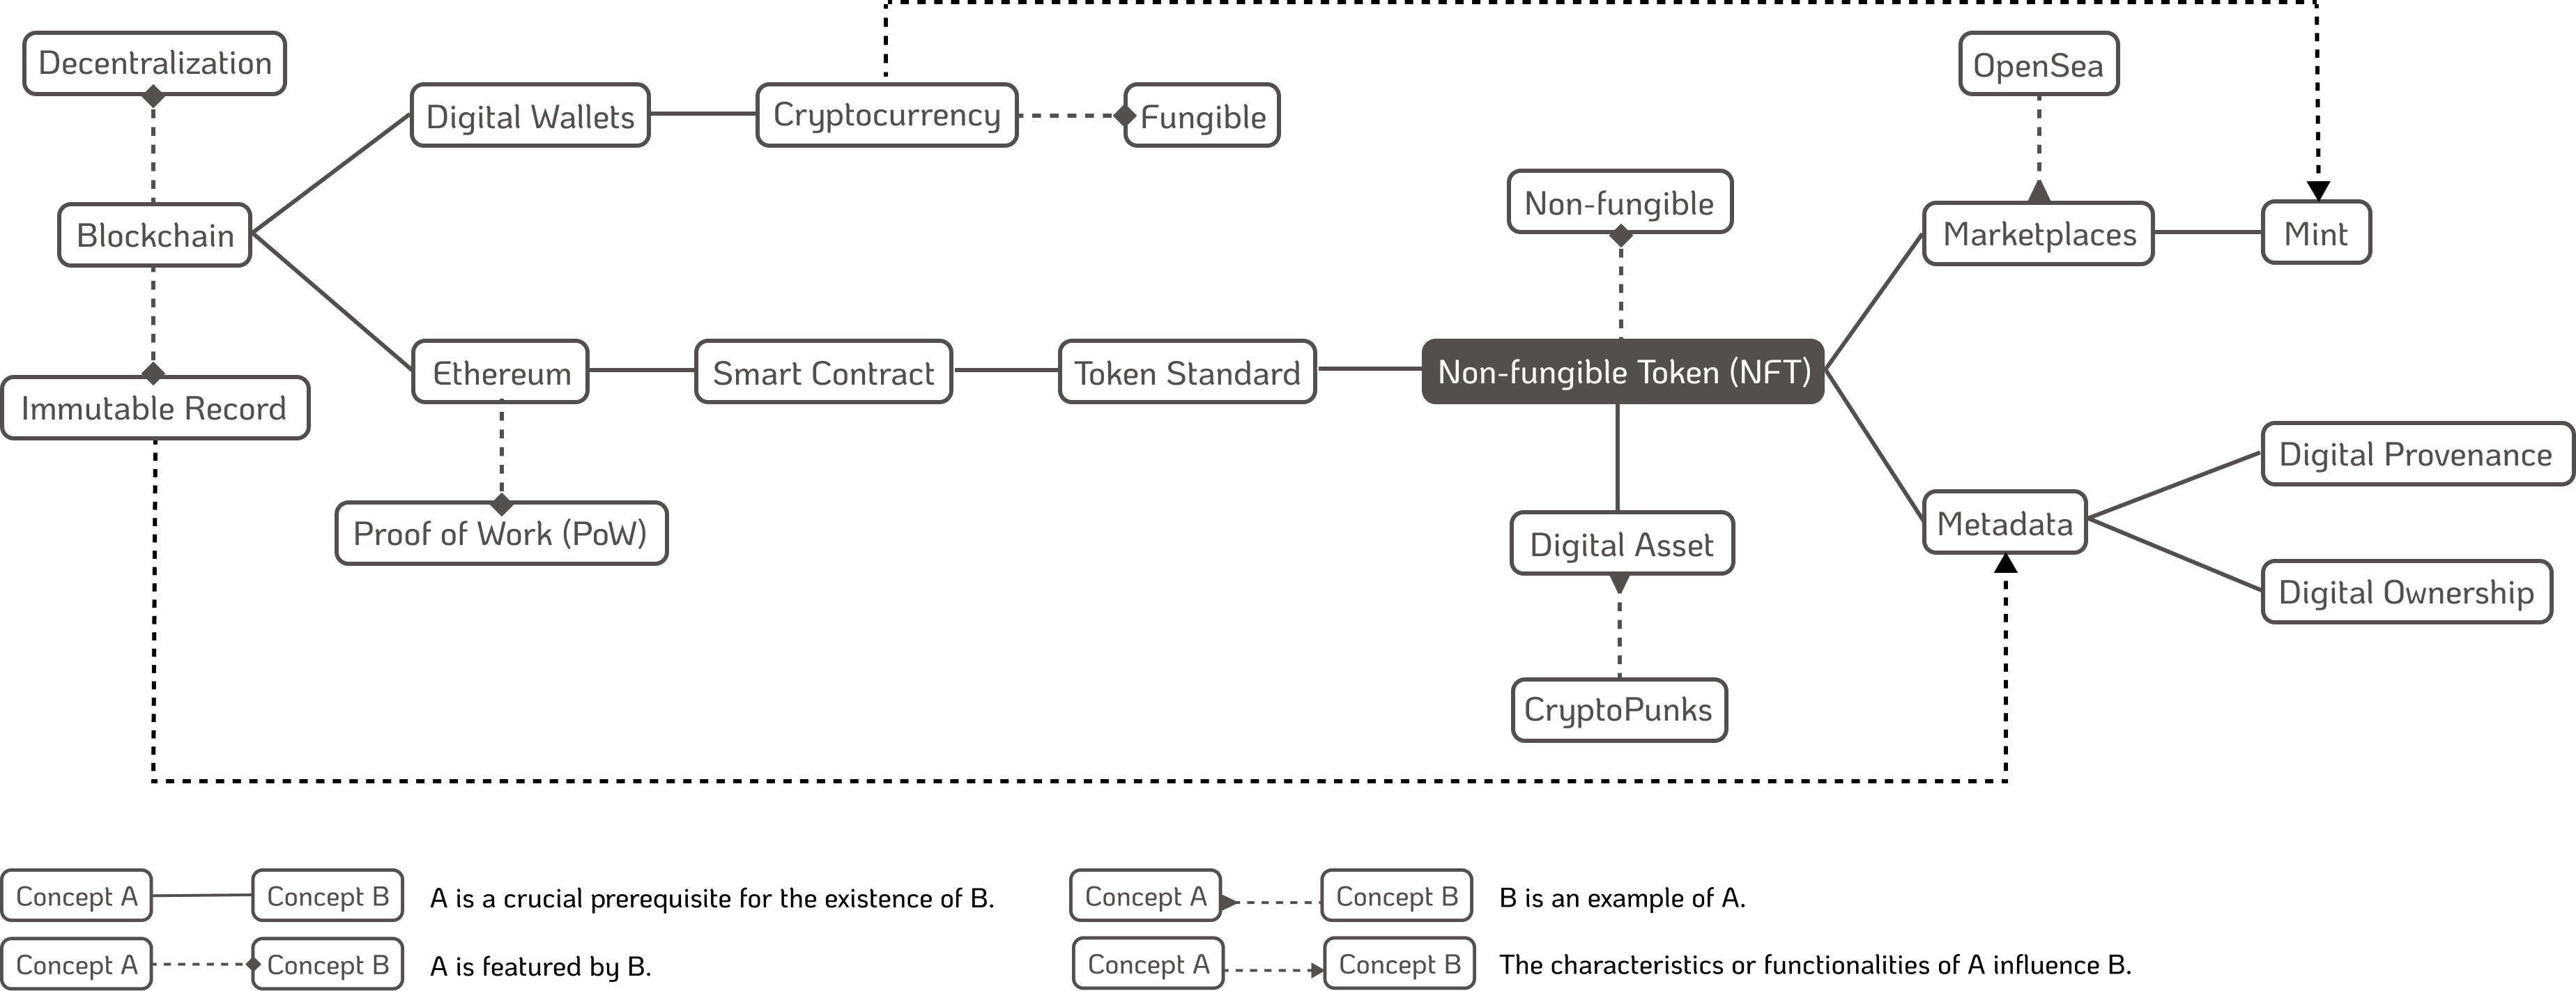 Decentralization
OpenSea
Digital Wallets
Cryptocurrency
Fungible
Non-fungible
Blockchain
Marketplaces
Mint
Ethereum
Smart Contract
Token Standard
Non-fungible Token (NFT)
Immutable Record
Digital Provenance
Proof of Work (PoW)
Digital Asset
Metadata
Digital Ownership
CryptoPunks
Concept A
Concept B
A is a crucial prerequisite for the existence of B.
Concept A
Concept B
B is an example of A.
Concept A
Concept B
A is featured by B.
Concept A
Concept B
The characteristics or functionalities of A influence B.